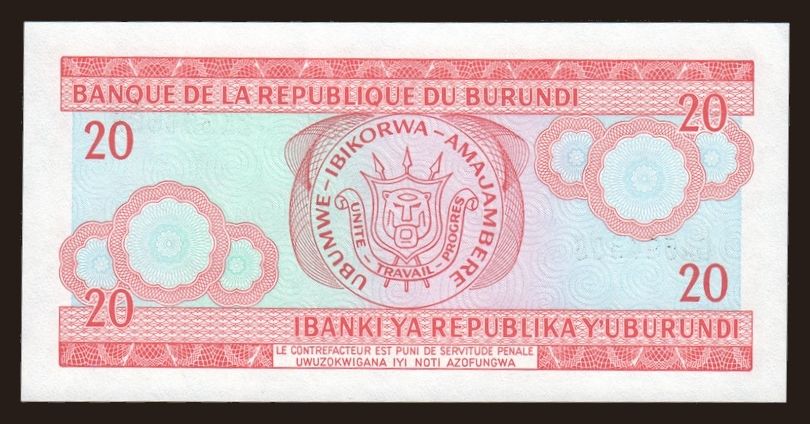 BANQUE DE LA REPUBLIQUE DU BURUNDI
20
20
UBUMWE-IBIKORWA-AMAJAMBERE
UNITE-TRAVAIL-PROGRES
20
20
IBANKI YA REPUBLIKA Y'UBURUNDI
LE CONTREFACTEUR EST PUNI DE SERVITUDE PENALE
UWUZOKWIGANA IYI NOTI AZOFUNGWA